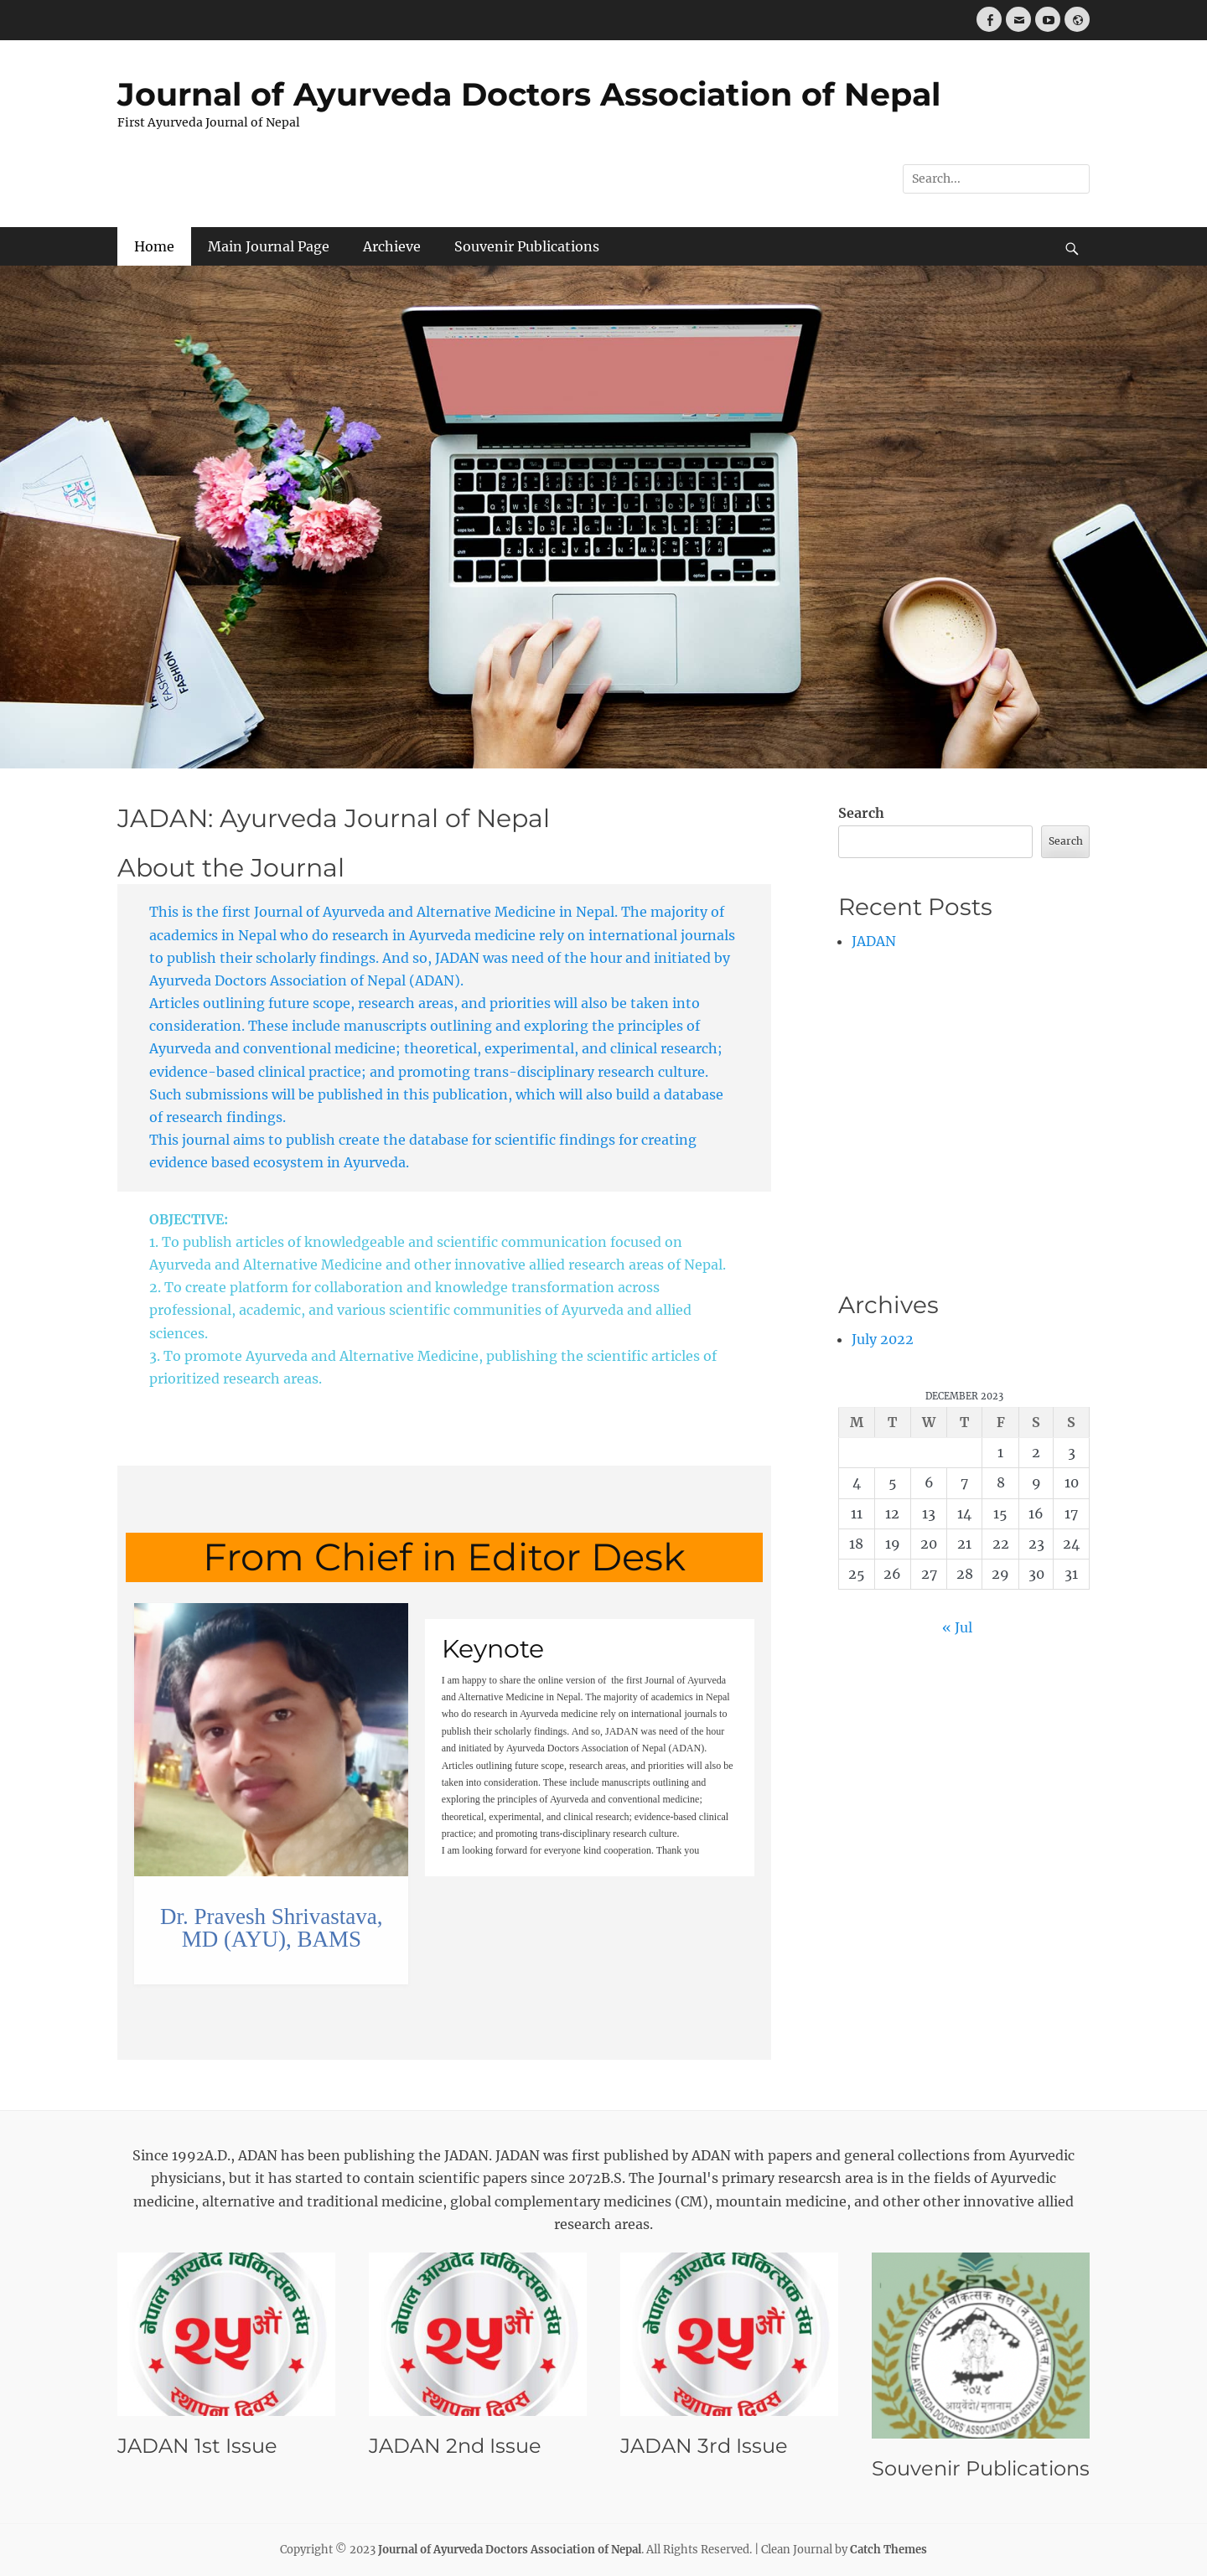 Journal of Ayurveda Doctors Association of Nepal
First Ayurveda Journal of Nepal
Search...
Home Main Journal Page Archieve Souvenir Publications
FASHION
FASHION
JADAN: Ayurveda Journal of Nepal
About the Journal
This is the first Journal of Ayurveda and Alternative Medicine in Nepal. The majority of
academics in Nepal who do research in Ayurveda medicine rely on international journals
to publish their scholarly findings. And so, JADAN was need of the hour and initiated by
Ayurveda Doctors Association of Nepal (ADAN).
Articles outlining future scope, research areas, and priorities will also be taken into
consideration. These include manuscripts outlining and exploring the principles of
Ayurveda and conventional medicine; theoretical, experimental, and clinical research;
evidence-based clinical practice; and promoting trans-disciplinary research culture.
Such submissions will be published in this publication, which will also build a database
of research findings.
This journal aims to publish create the database for scientific findings for creating
evidence based ecosystem in Ayurveda.
OBJECTIVE:
1. To publish articles of knowledgeable and scientific communication focused on
Ayurveda and Alternative Medicine and other innovative allied research areas of Nepal.
2. To create platform for collaboration and knowledge transformation across
professional, academic, and various scientific communities of Ayurveda and allied
sciences.
3. To promote Ayurveda and Alternative Medicine, publishing the scientific articles of
prioritized research areas.
From Chief in Editor Desk
Keynote
I am happy to share the online version of  the first Journal of Ayurveda
and Alternative Medicine in Nepal. The majority of academics in Nepal
who do research in Ayurveda medicine rely on international journals to
publish their scholarly findings. And so, JADAN was need of the hour
and initiated by Ayurveda Doctors Association of Nepal (ADAN).
Articles outlining future scope, research areas, and priorities will also be
taken into consideration. These include manuscripts outlining and
exploring the principles of Ayurveda and conventional medicine;
theoretical, experimental, and clinical research; evidence-based clinical
practice; and promoting trans-disciplinary research culture.
I am looking forward for everyone kind cooperation. Thank you
Dr. Pravesh Shrivastava,
MD (AYU), BAMS
Search
Search
Recent Posts
JADAN
Archives
July 2022
DECEMBER 2023
M T W T F S S
1 2 3
4 5 6 7 8 9 10
11 12 13 14 15 16 17
18 19 20 21 22 23 24
25 26 27 28 29 30 31
« Jul
Since 1992A.D., ADAN has been publishing the JADAN. JADAN was first published by ADAN with papers and general collections from Ayurvedic
physicians, but it has started to contain scientific papers since 2072B.S. The Journal's primary researcsh area is in the fields of Ayurvedic
medicine, alternative and traditional medicine, global complementary medicines (CM), mountain medicine, and other other innovative allied
research areas.
नेपाल आयुर्वेद चिकित्सक संघ
२५औं
स्थापना दिवस
नेपाल आयुर्वेद चिकित्सक संघ
२५औं
स्थापना दिवस
नेपाल आयुर्वेद चिकित्सक संघ
२५औं
स्थापना दिवस
नेपाल आयुर्वेद चिकित्सक संघ (ने.आ.चि.स)
२०५४
आयुर्वेदोऽमृतानाम्
AYURVEDA DOCTORS' ASSOCIATION OF NEPAL (ADAN)
JADAN 1st Issue
JADAN 2nd Issue
JADAN 3rd Issue
Souvenir Publications
Copyright © 2023 Journal of Ayurveda Doctors Association of Nepal. All Rights Reserved. | Clean Journal by Catch Themes